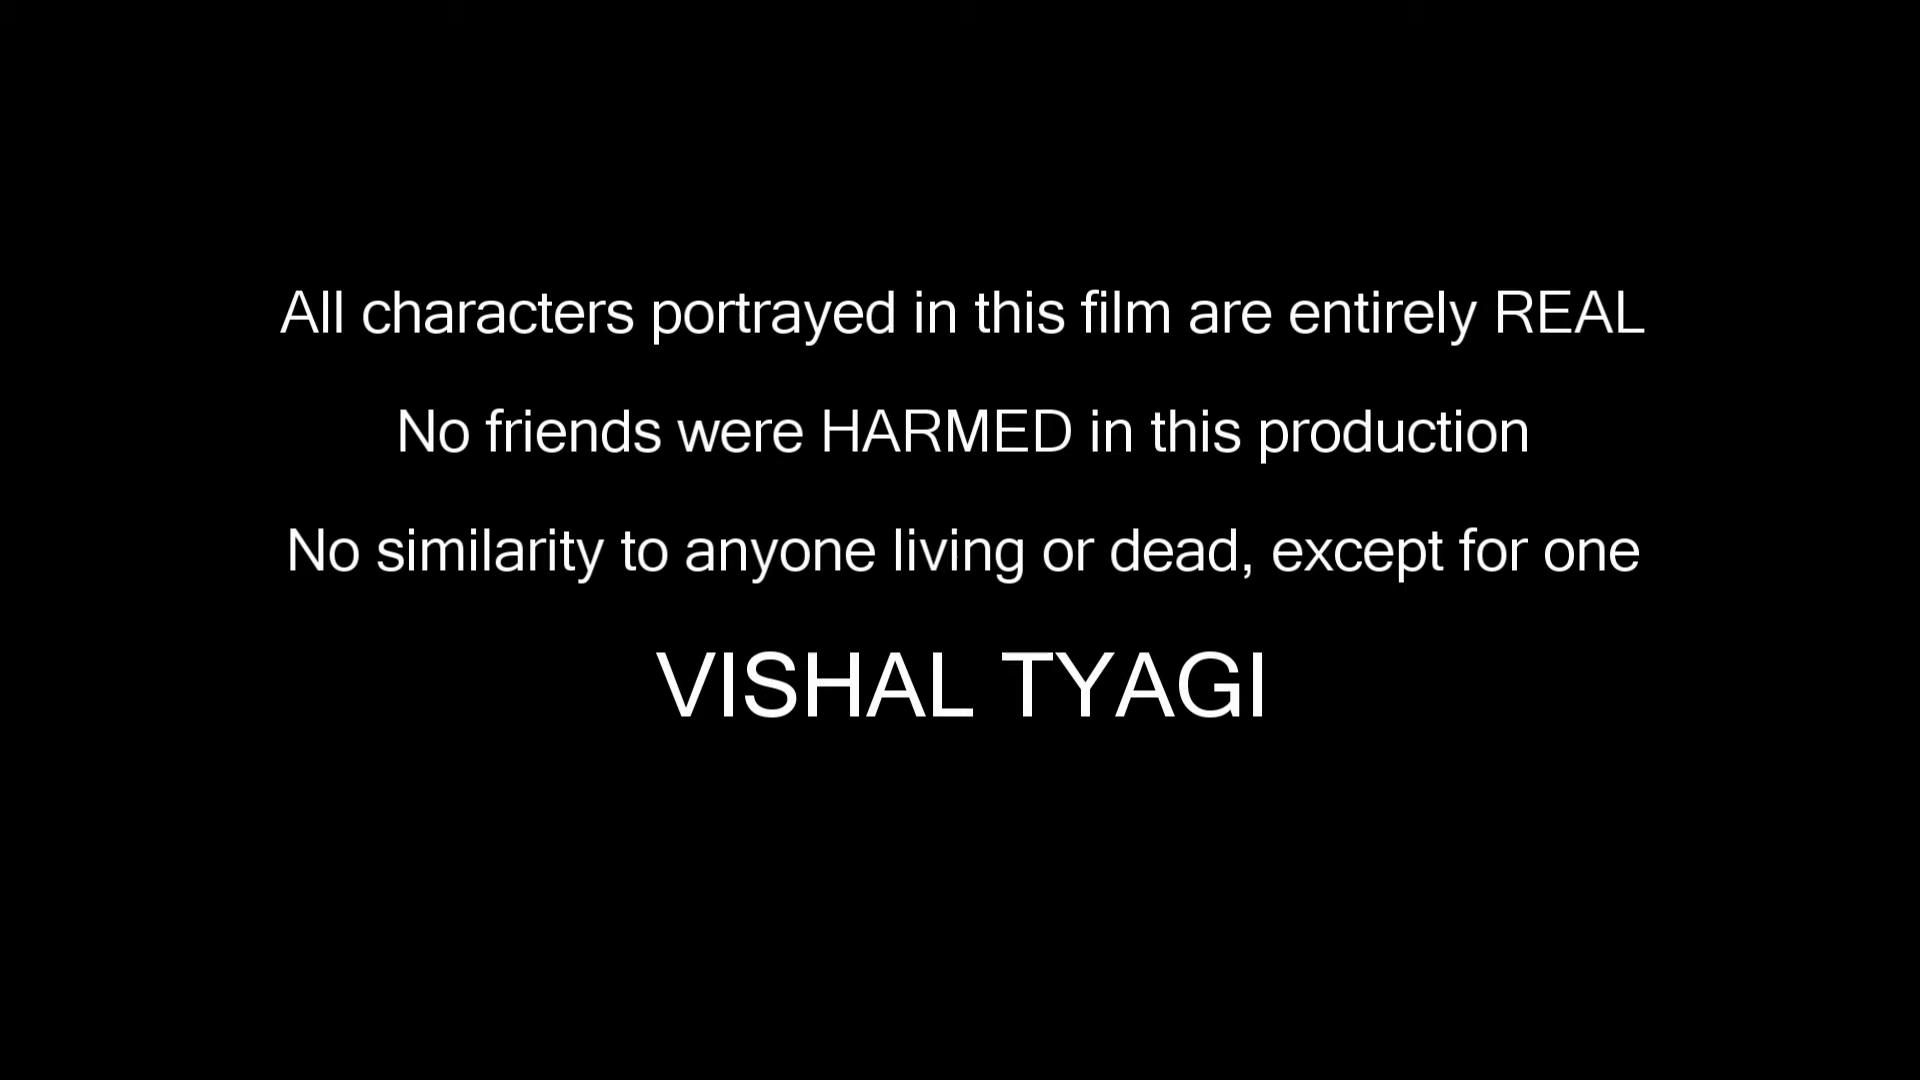 All characters portrayed in this film are entirely REAL
No friends were HARMED in this production
No similarity to anyone living or dead, except for one
VISHAL TYAGI